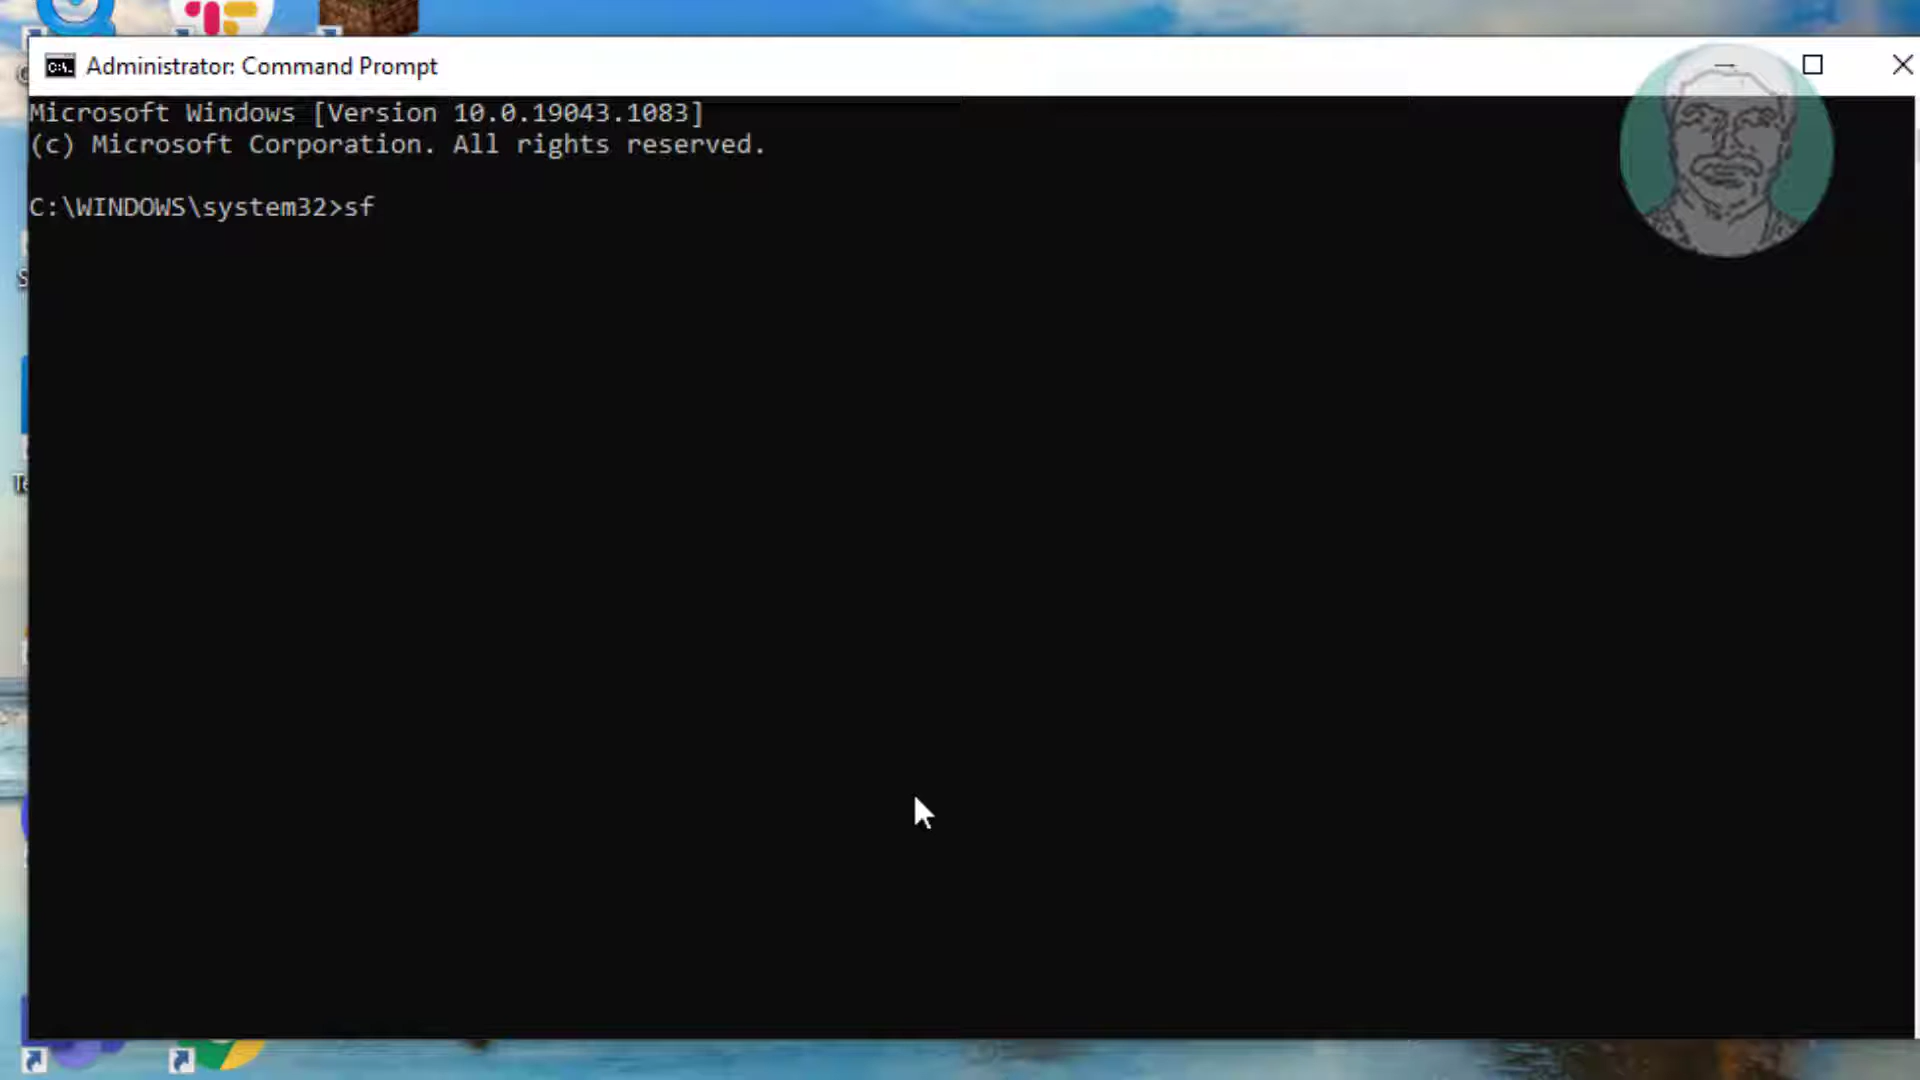 Administrator: Command Prompt
Microsoft Windows [Version 10.0.19043.1083]
(c) Microsoft Corporation. All rights reserved.
C:\WINDOWS\system32>sf